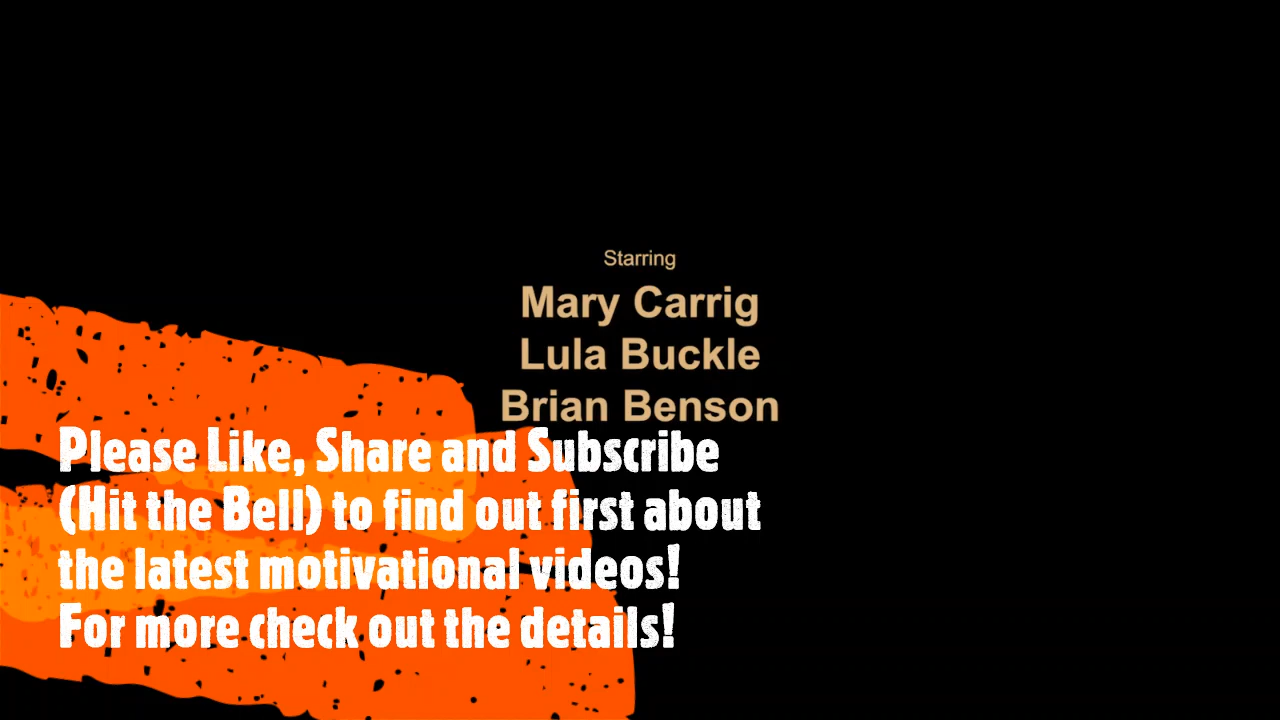 Starring
Mary Carrig
Lula Buckle
Brian Benson
Please Like, Share and Subscribe
(Hit the Bell) to find out first about
the latest motivational videos!
For more check out the details!